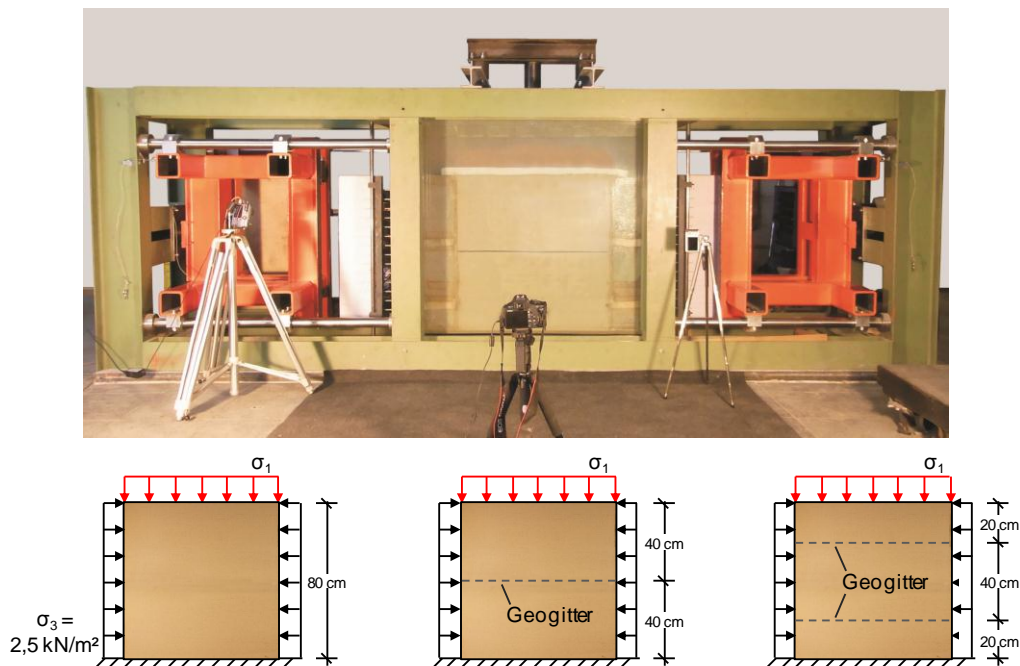 σ₁
80 cm
σ₃ =
2,5 kN/m²
σ₁
40 cm
40 cm
Geogitter
σ₁
20 cm
40 cm
20 cm
Geogitter